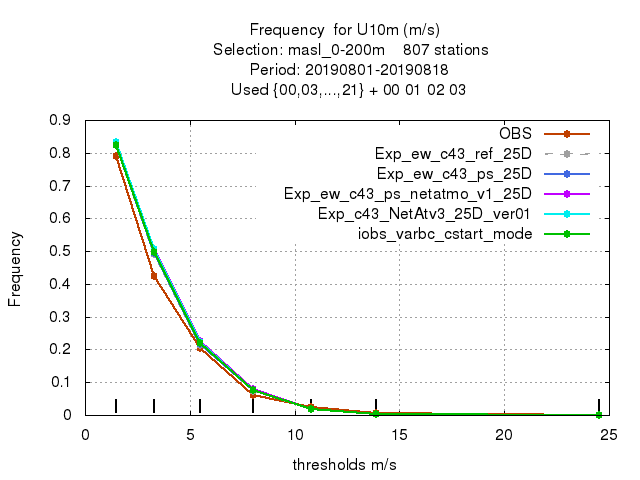 Frequency  for U10m (m/s)
Selection: masl_0-200m    807 stations
Period: 20190801-20190818
Used {00,03,...,21} + 00 01 02 03
0.9
0.8
0.7
0.6
0.5
0.4
0.3
0.2
0.1
0
Frequency
OBS
Exp_ew_c43_ref_25D
Exp_ew_c43_ps_25D
Exp_ew_c43_ps_netatmo_v1_25D
Exp_c43_NetAtv3_25D_ver01
iobs_varbc_cstart_mode
0 5 10 15 20 25
thresholds m/s